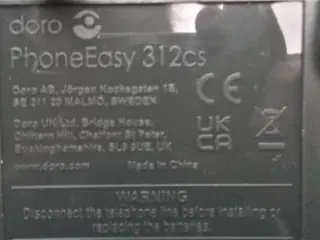 doro
PhoneEasy 312cs
Doro AB, Jörgen Kocksgatan 1B,
SE 211 20 MALMÖ, SWEDEN
Doro UK Ltd, Bridge House,
Chiltern Hill, Chalfont St Peter,
Buckinghamshire, SL9 9UE, UK
www.doro.com Made in China
CE
UK
CA
WARNING
Disconnect the telephone line before installing or
replacing the batteries.